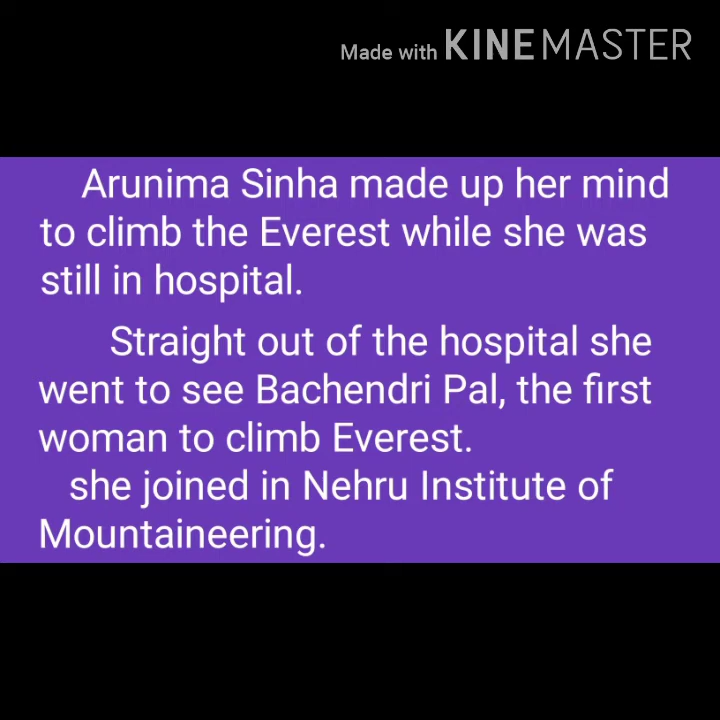 Made with KINEMASTER
Arunima Sinha made up her mind
to climb the Everest while she was
still in hospital.
Straight out of the hospital she
went to see Bachendri Pal, the first
woman to climb Everest.
she joined in Nehru Institute of
Mountaineering.